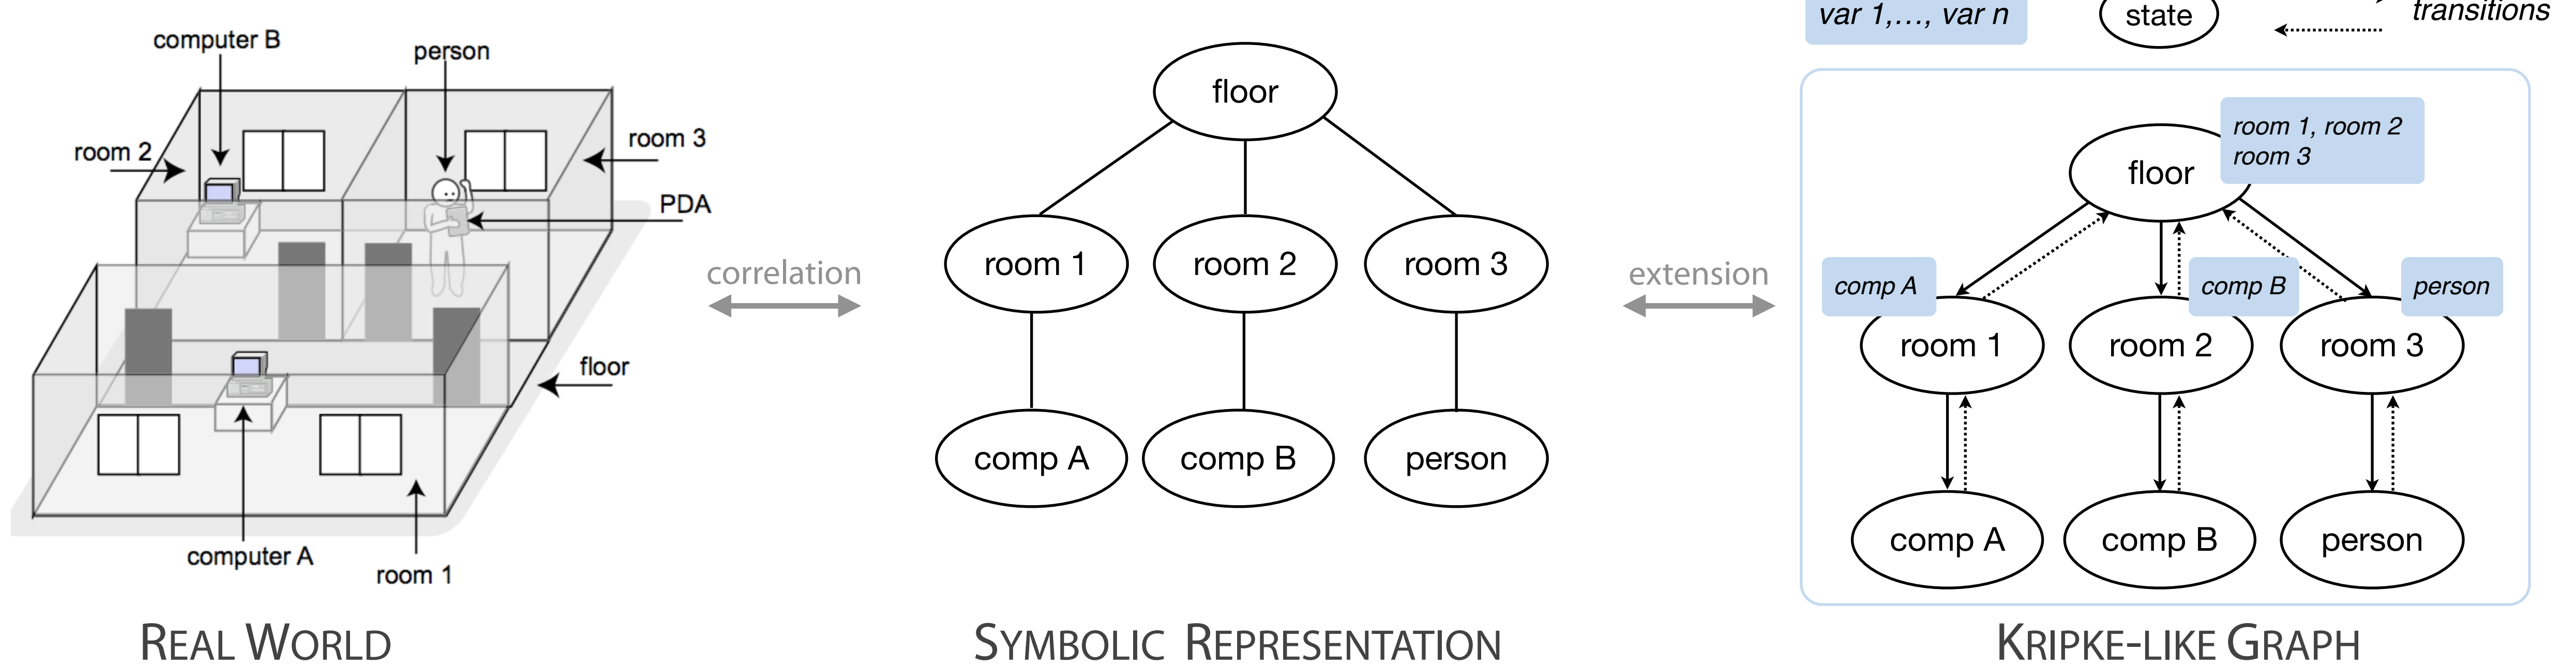 computer B
person
room 2
room 3
PDA
floor
computer A
room 1
REAL WORLD
correlation
floor
room 1
room 2
room 3
comp A
comp B
person
SYMBOLIC REPRESENTATION
extension
var 1,..., var n
state
transitions
room 1, room 2
room 3
floor
comp A
comp B
person
room 1
room 2
room 3
comp A
comp B
person
KRIPKE-LIKE GRAPH